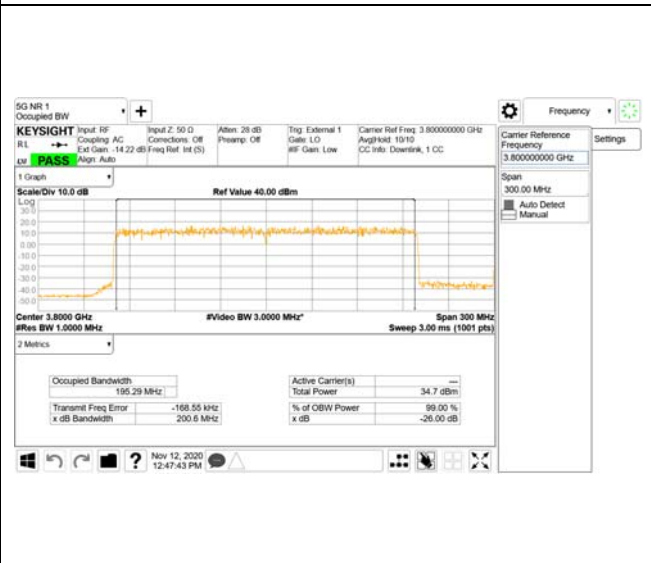 5G NR 1
Occupied BW
Frequency
KEYSIGHT
Input: RF
Coupling: AC
Ext Gain: -14.22 dB
Align: Auto
Input Z: 50 Ω
Corrections: Off
Freq Ref: Int (S)
Atten: 28 dB
Preamp: Off
Trig: External 1
Gate: LO
#IF Gain: Low
Carrier Ref Freq: 3.800000000 GHz
Avg|Hold: 10/10
CC Info: Downlink, 1 CC
PASS
Carrier Reference
Frequency
3.800000000 GHz
Settings
Span
300.00 MHz
Auto Detect
Manual
1 Graph
Scale/Div 10.0 dB
Ref Value 40.00 dBm
Log
30.0
20.0
10.0
0.00
-10.0
-20.0
-30.0
-40.0
-50.0
Center 3.8000 GHz
#Video BW 3.0000 MHz*
Span 300 MHz
#Res BW 1.0000 MHz
Sweep 3.00 ms (1001 pts)
2 Metrics
Occupied Bandwidth
195.29 MHz
Active Carrier(s)
---
Total Power
34.7 dBm
Transmit Freq Error
-168.55 kHz
x dB Bandwidth
200.6 MHz
% of OBW Power
99.00 %
x dB
-26.00 dB
?
Nov 12, 2020
12:47:43 PM